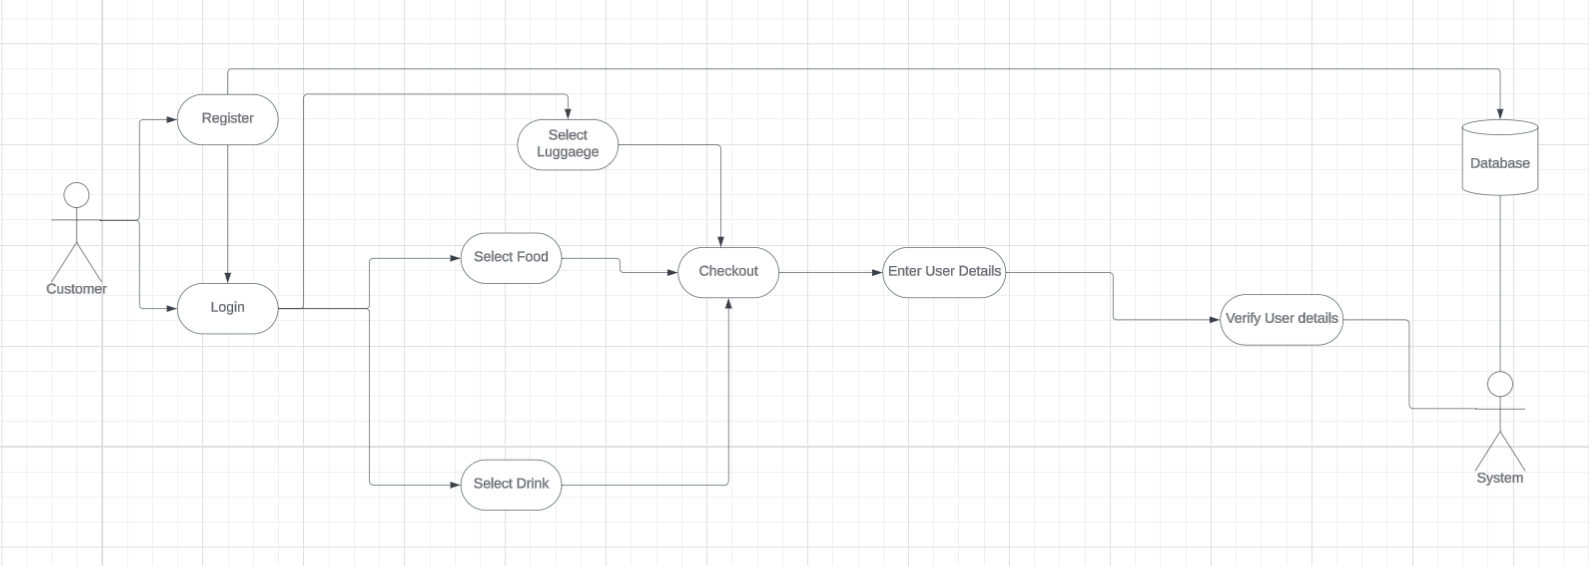 Register
Select
Luggaege
Database
Select Food
Checkout
Enter User Details
Customer
Login
Verify User details
Select Drink
System